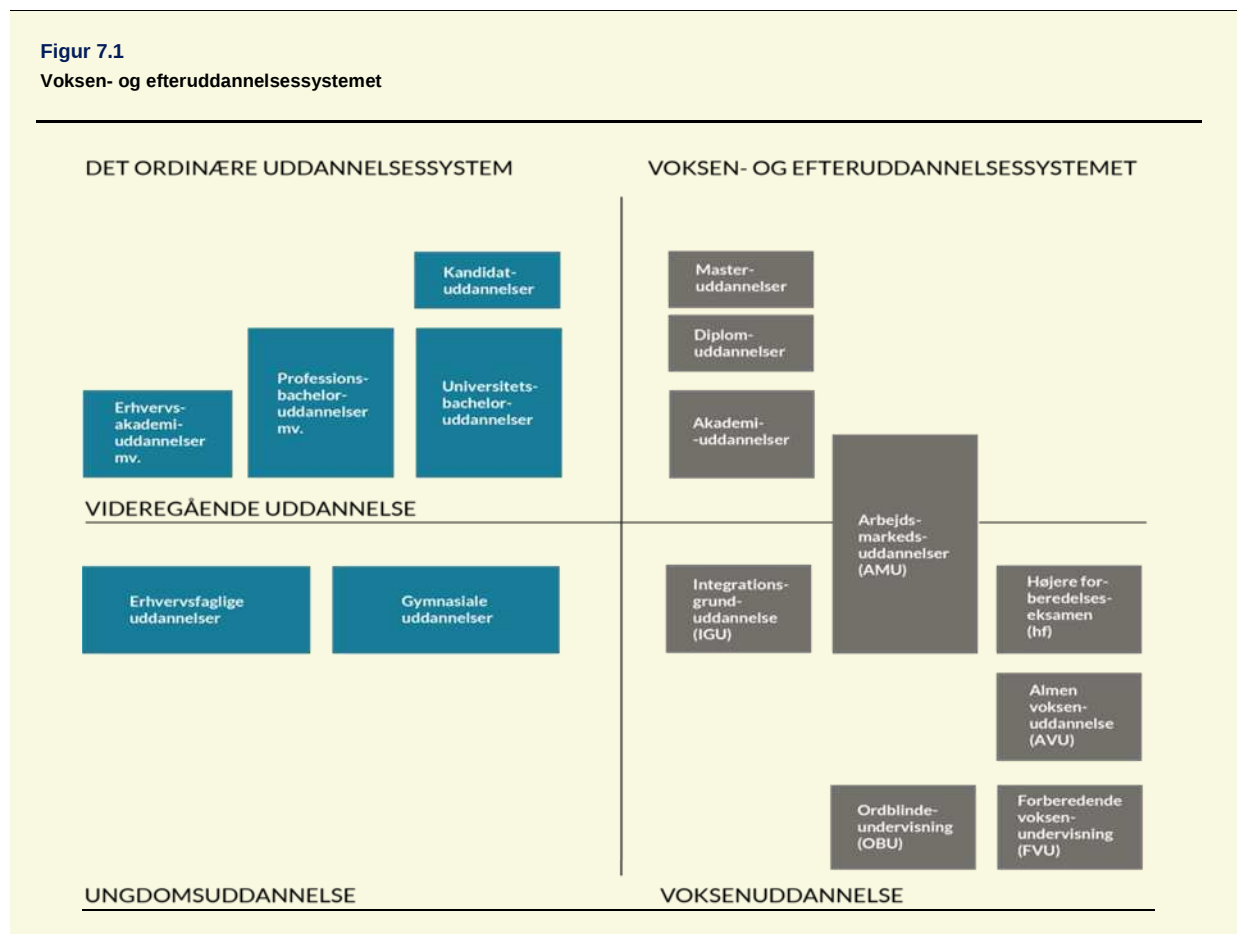 Figur 7.1
Voksen- og efteruddannelsessystemet
DET ORDINÆRE UDDANNELSESSYSTEM
VOKSEN- OG EFTERUDDANNELSESSYSTEMET
Kandidat-
uddannelser
Professions-
bachelor-
uddannelser
mv.
Universitets-
bachelor-
uddannelser
Erhvervs-
akademi-
uddannelser
mv.
Master-
uddannelser
Diplom-
uddannelser
Akademi-
-uddannelser
VIDEREGÅENDE UDDANNELSE
Arbejds-
markeds-
uddannelser
(AMU)
Erhvervsfaglige
uddannelser
Gymnasiale
uddannelser
Integrations-
grund-
uddannelse
(IGU)
Højere for-
beredelses-
eksamen
(hf)
Almen
voksen-
uddannelse
(AVU)
Ordblinde-
undervisning
(OBU)
Forberedende
voksen-
undervisning
(FVU)
UNGDOMSUDDANNELSE
VOKSENUDDANNELSE